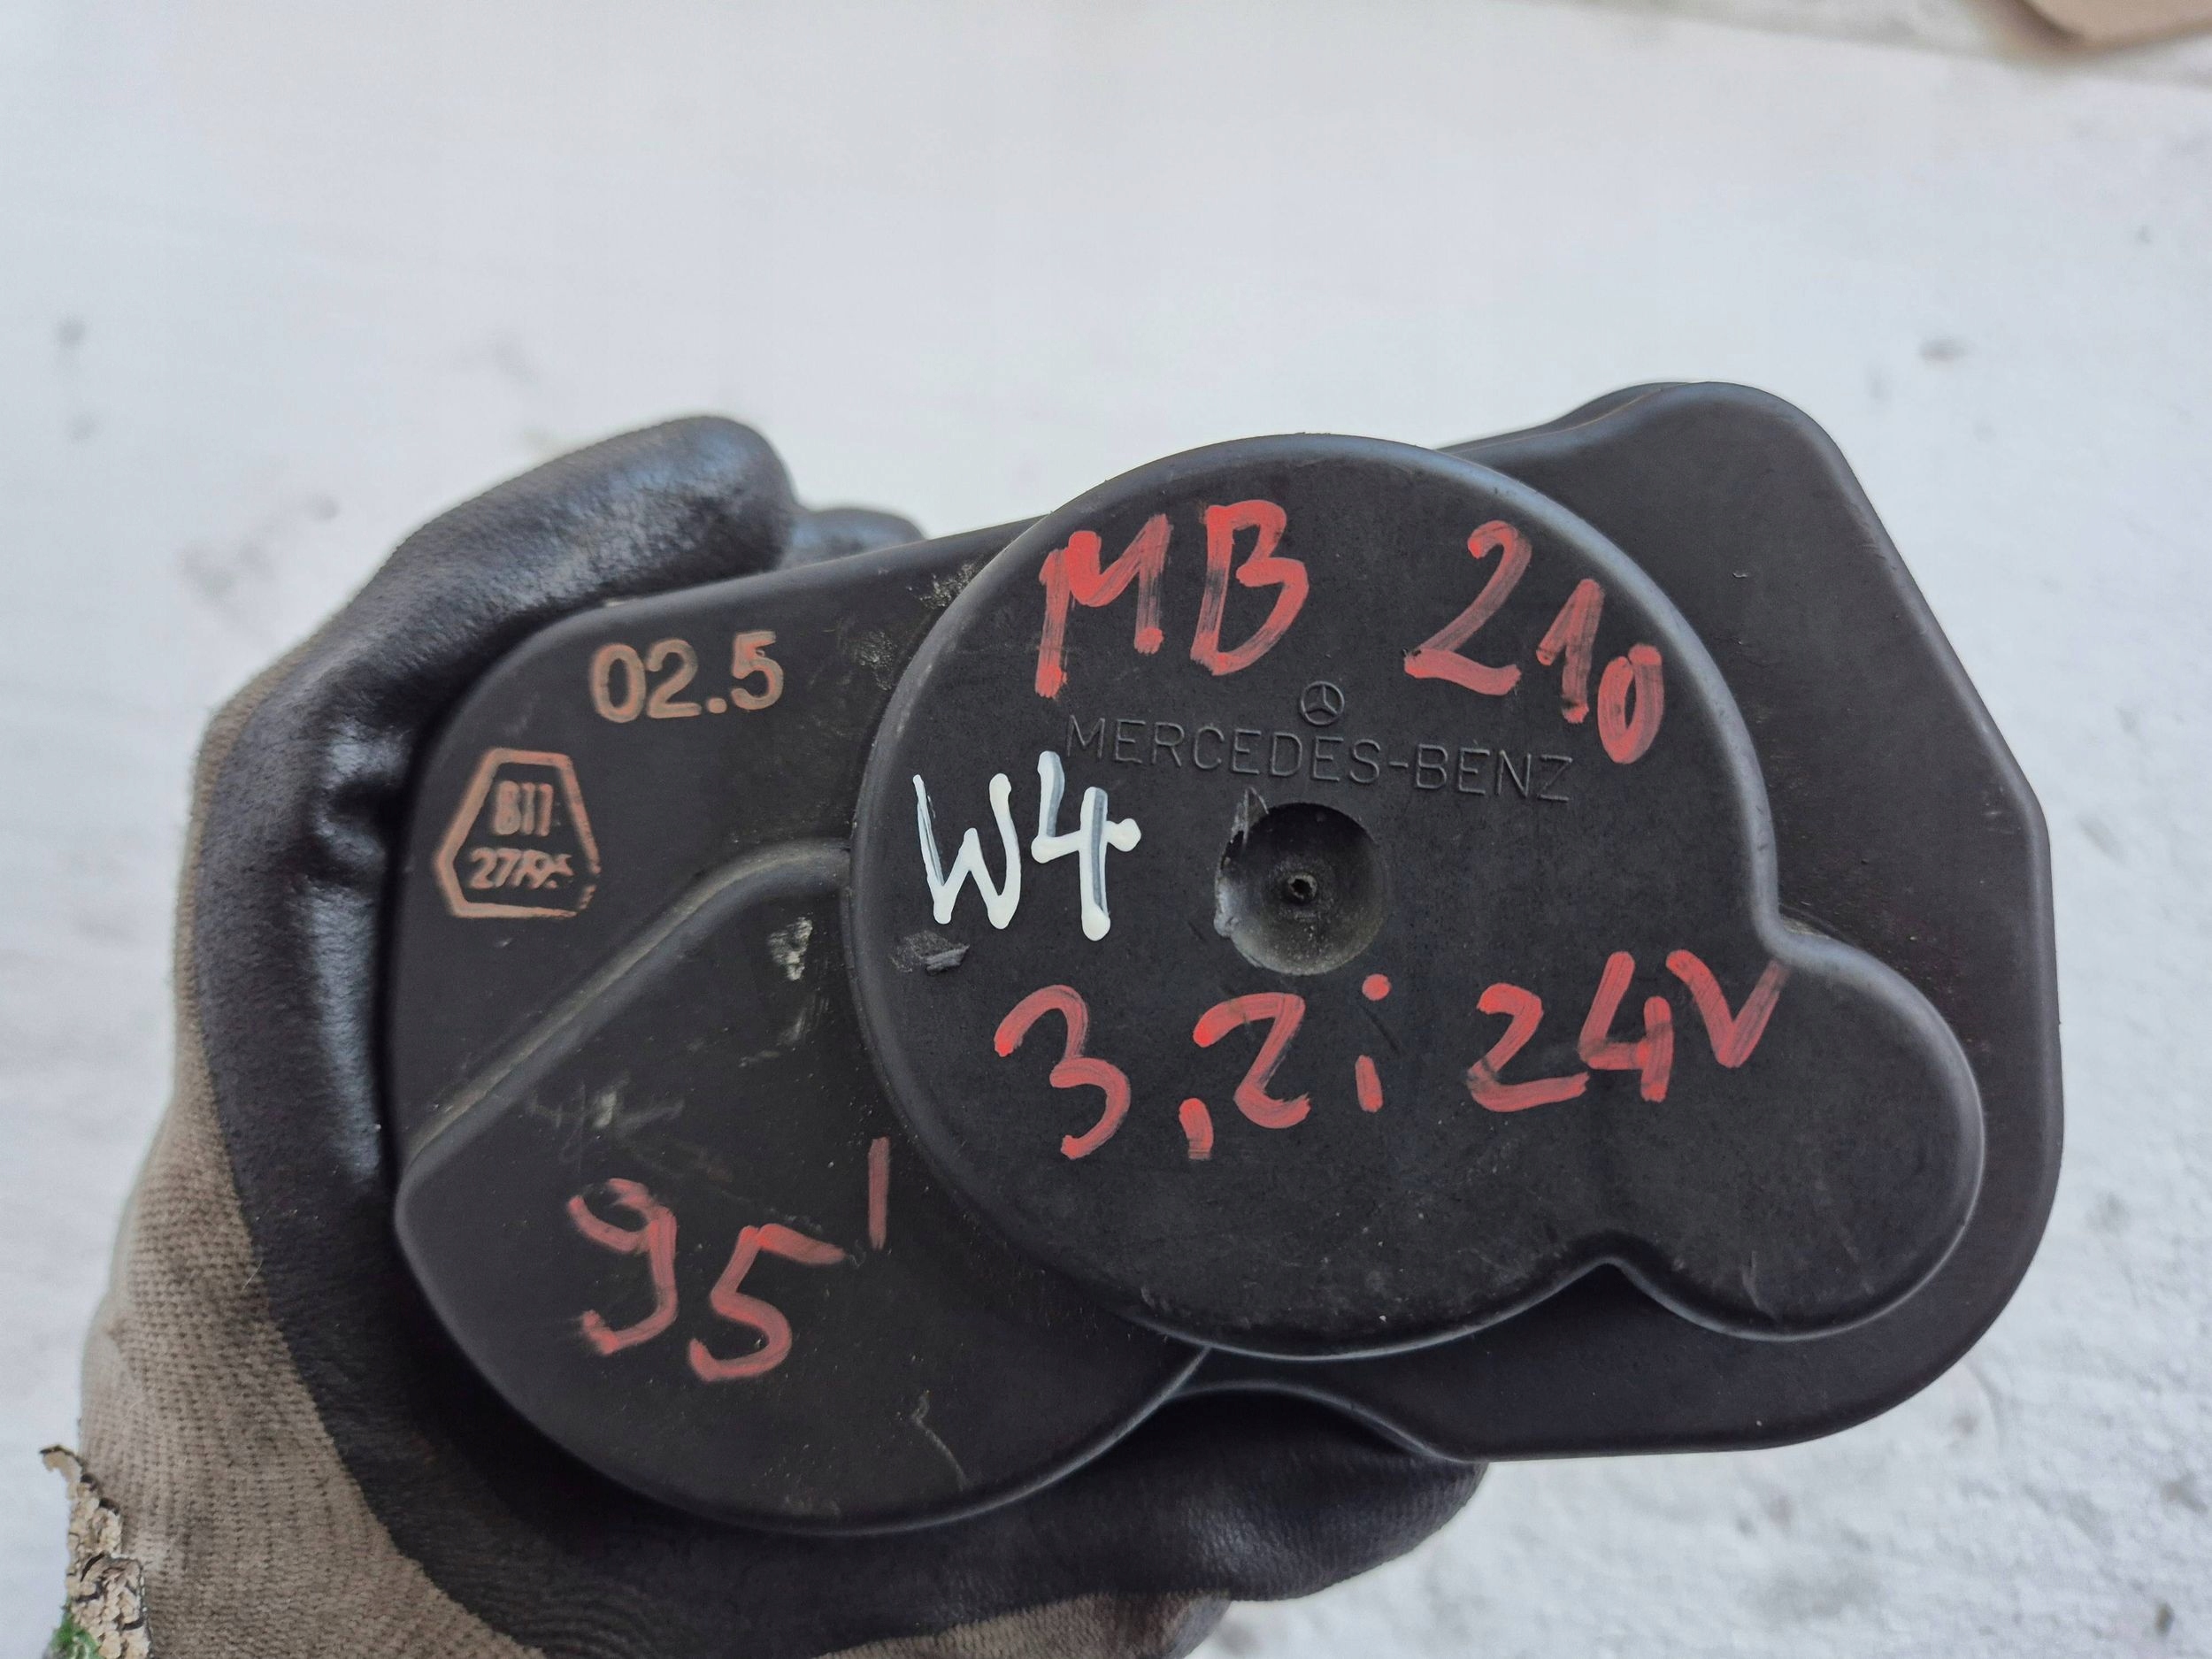 MB 210
02.5
MERCEDES-BENZ
W4
3,2i 24V
95'